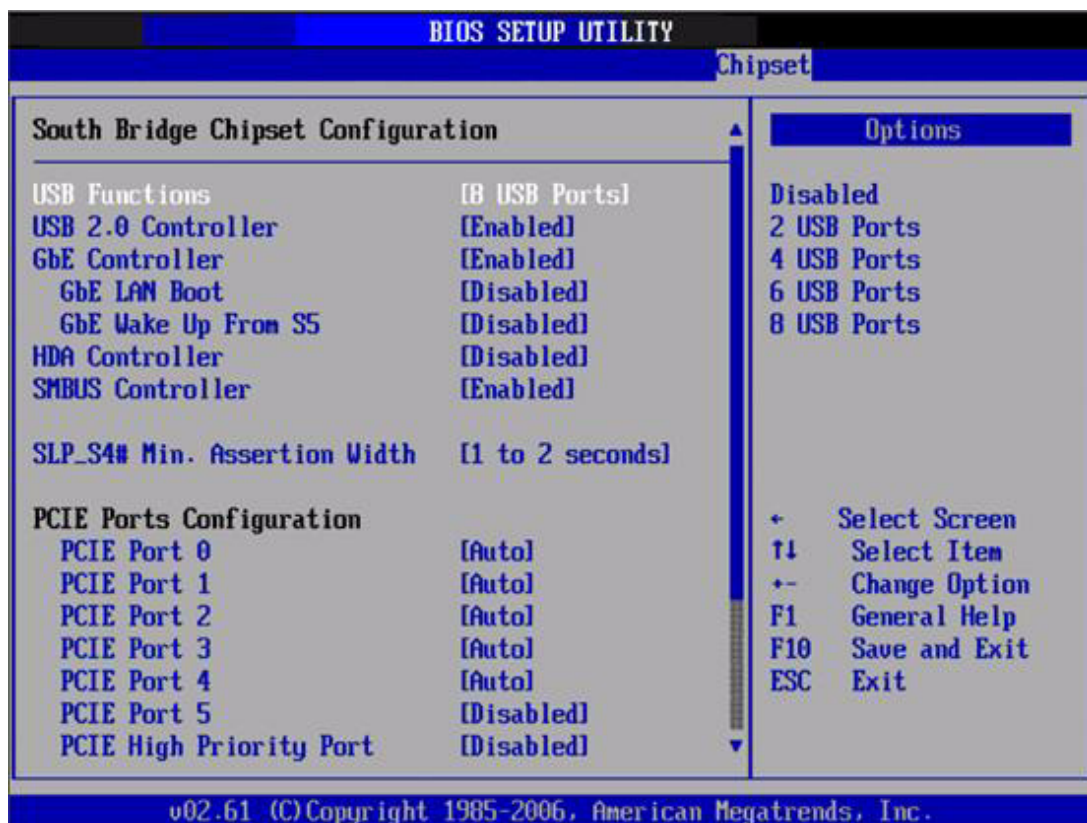 BIOS SETUP UTILITY
Chipset
South Bridge Chipset Configuration
USB Functions [8 USB Ports]
USB 2.0 Controller [Enabled]
GbE Controller [Enabled]
GbE LAN Boot [Disabled]
GbE Wake Up From S5 [Disabled]
HDA Controller [Disabled]
SMBUS Controller [Enabled]
SLP_S4# Min. Assertion Width [1 to 2 seconds]
PCIE Ports Configuration
PCIE Port 0 [Auto]
PCIE Port 1 [Auto]
PCIE Port 2 [Auto]
PCIE Port 3 [Auto]
PCIE Port 4 [Auto]
PCIE Port 5 [Disabled]
PCIE High Priority Port [Disabled]
Options
Disabled
2 USB Ports
4 USB Ports
6 USB Ports
8 USB Ports
← Select Screen
↑↓ Select Item
+- Change Option
F1 General Help
F10 Save and Exit
ESC Exit
v02.61 (C)Copyright 1985-2006, American Megatrends, Inc.